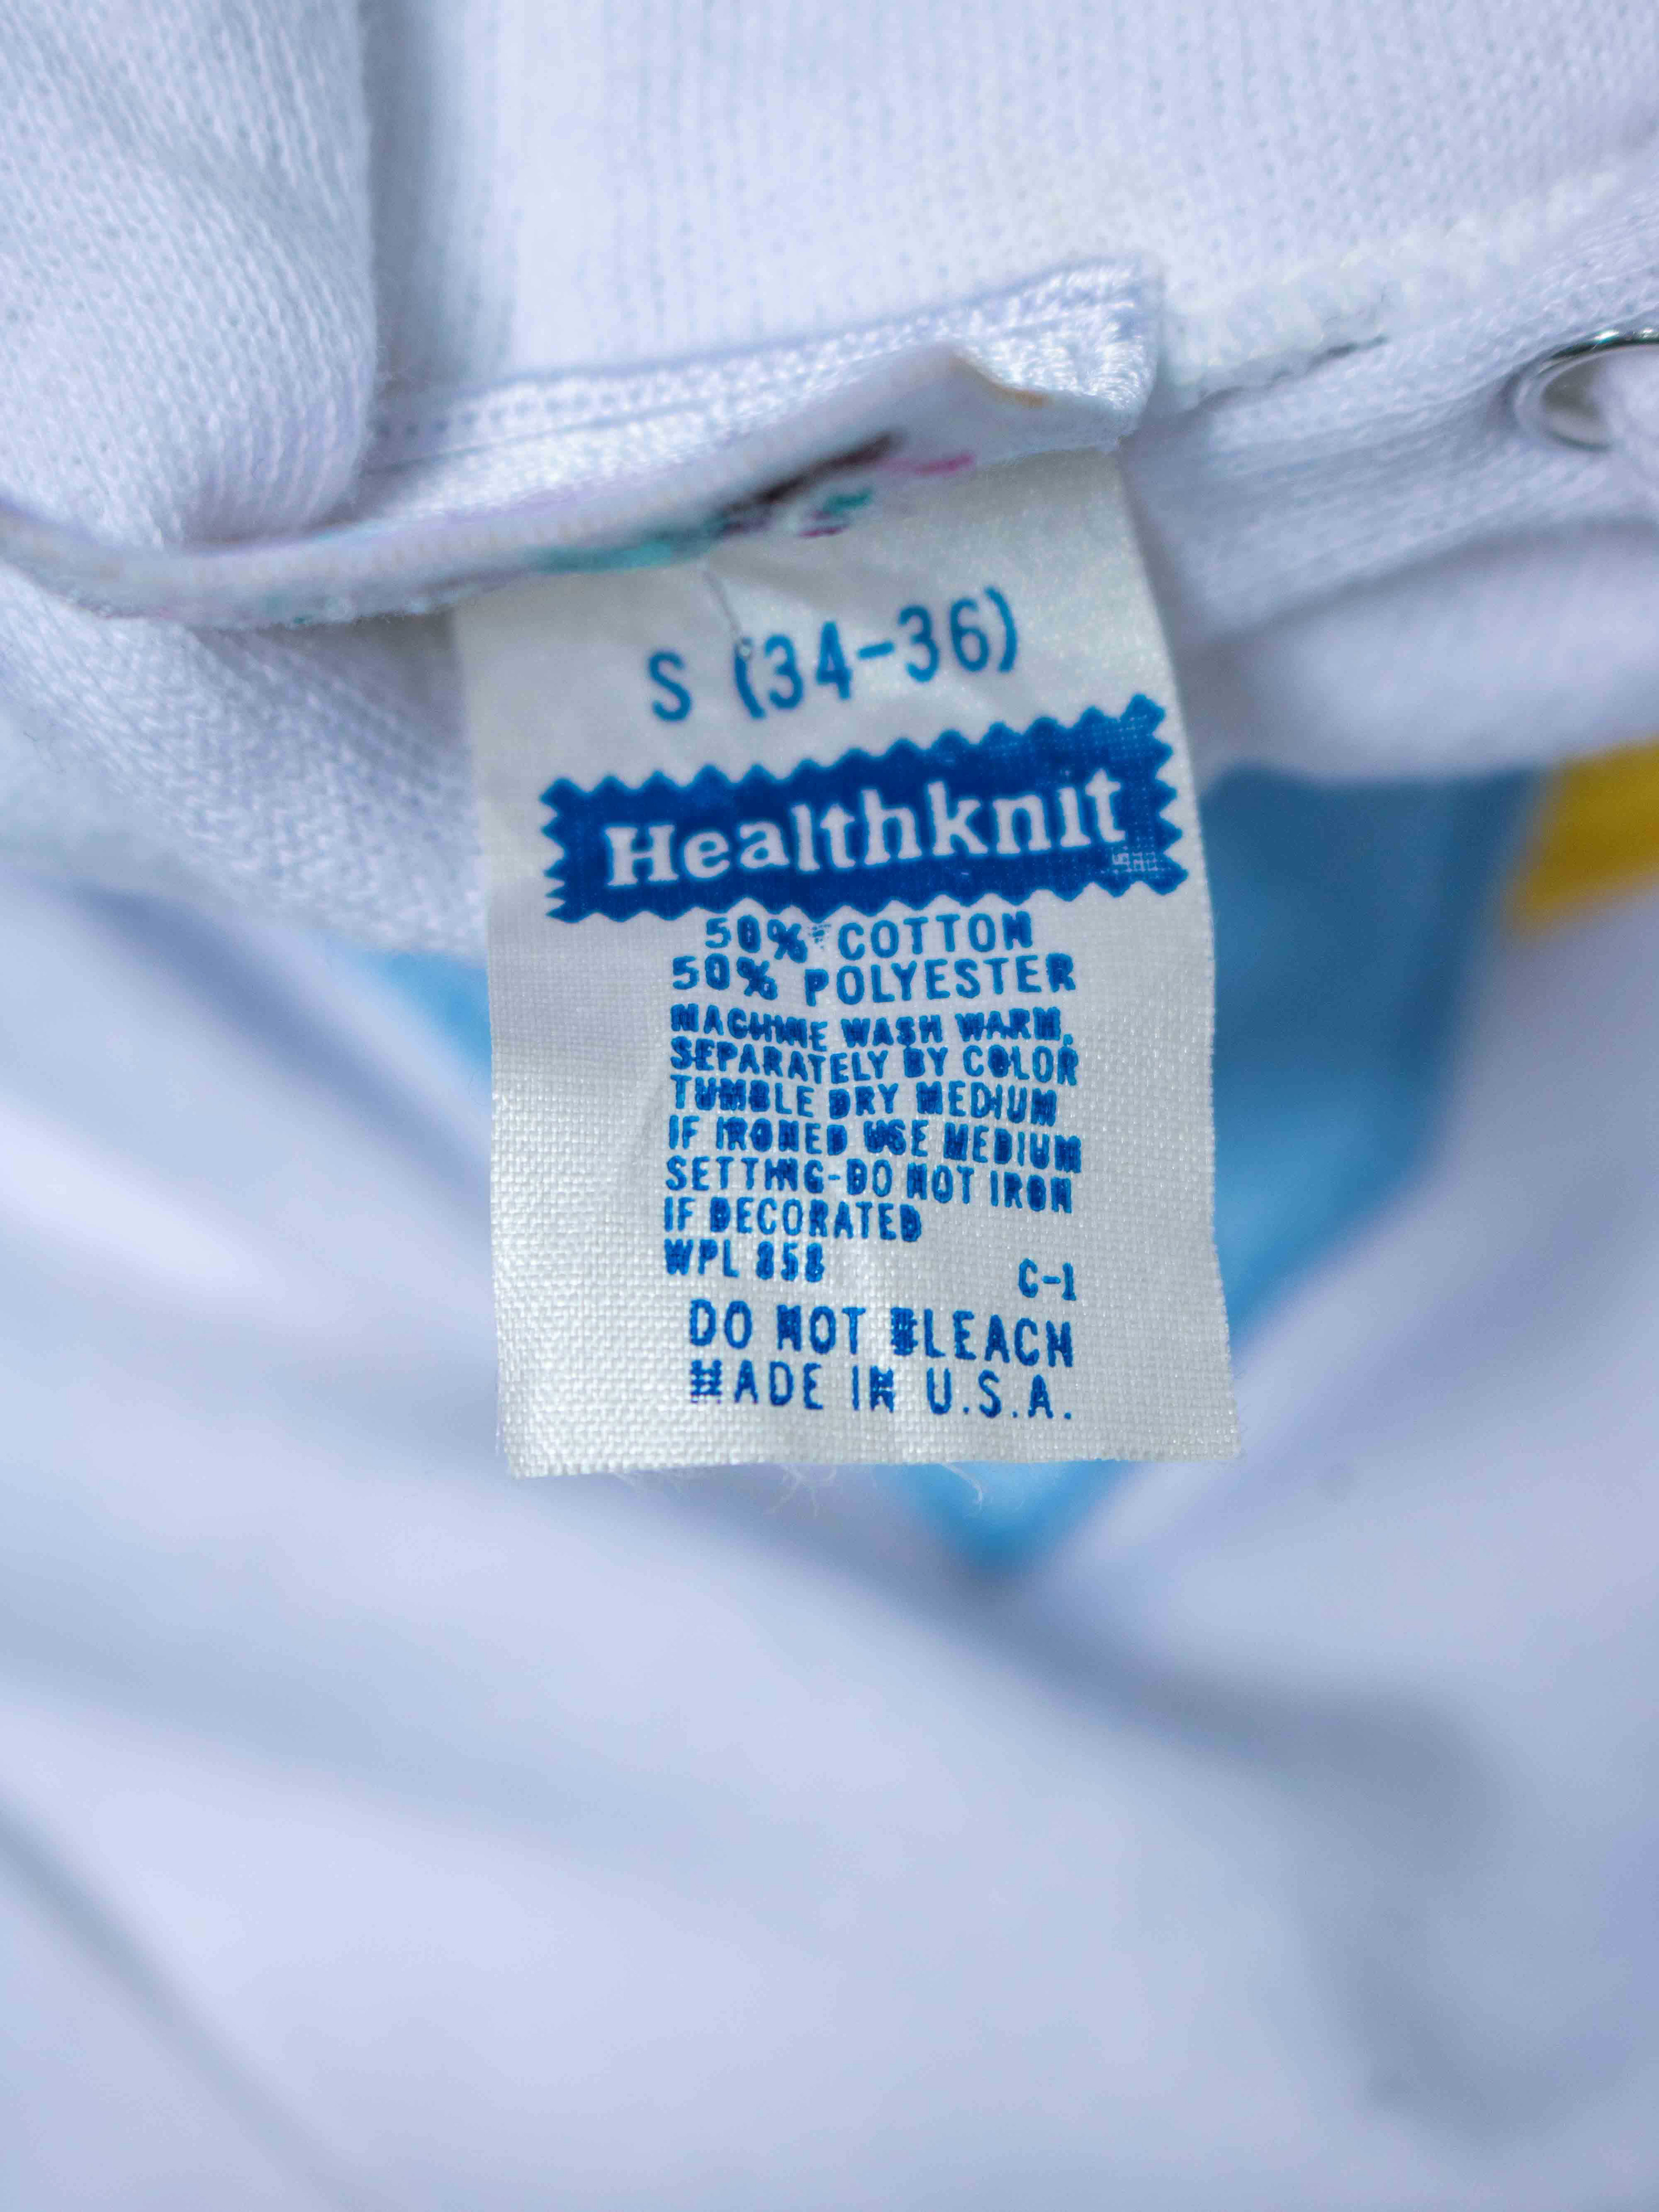 S (34-36)
Healthknit
50% COTTON
50% POLYESTER
MACHINE WASH WARM,
SEPARATELY BY COLOR
TUMBLE DRY MEDIUM
IF IRONED USE MEDIUM
SETTING-DO NOT IRON
IF DECORATED
WPL 858 C-1
DO NOT BLEACH
MADE IN U.S.A.